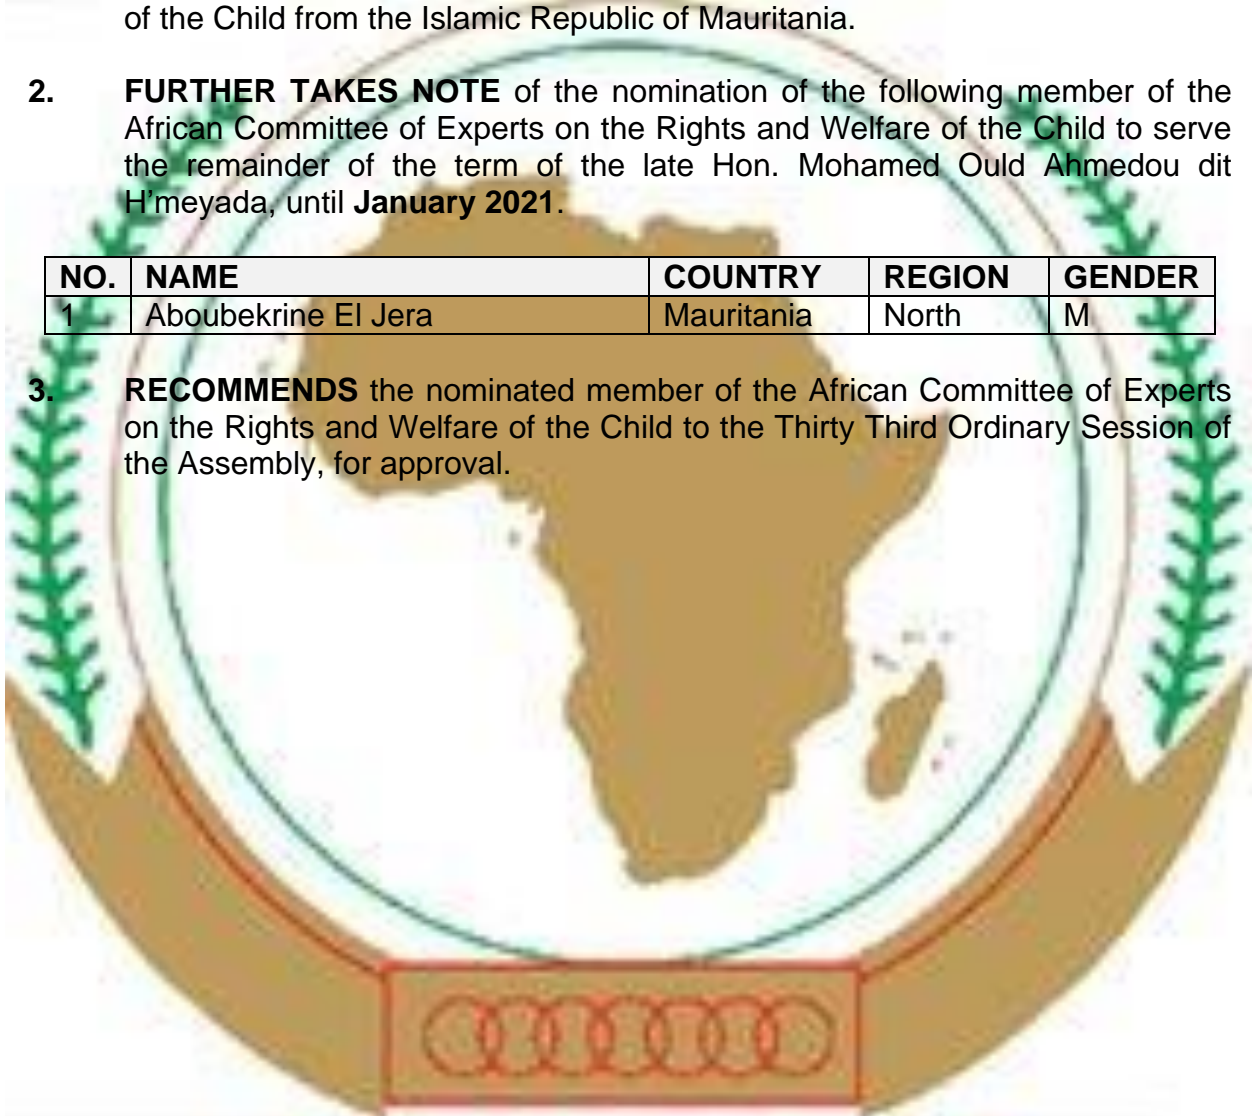 of the Child from the Islamic Republic of Mauritania.
2. FURTHER TAKES NOTE of the nomination of the following member of the
African Committee of Experts on the Rights and Welfare of the Child to serve
the remainder of the term of the late Hon. Mohamed Ould Ahmedou dit
H’meyada, until January 2021.
NO. NAME COUNTRY REGION GENDER
1 Aboubekrine El Jera Mauritania North M
3. RECOMMENDS the nominated member of the African Committee of Experts
on the Rights and Welfare of the Child to the Thirty Third Ordinary Session of
the Assembly, for approval.